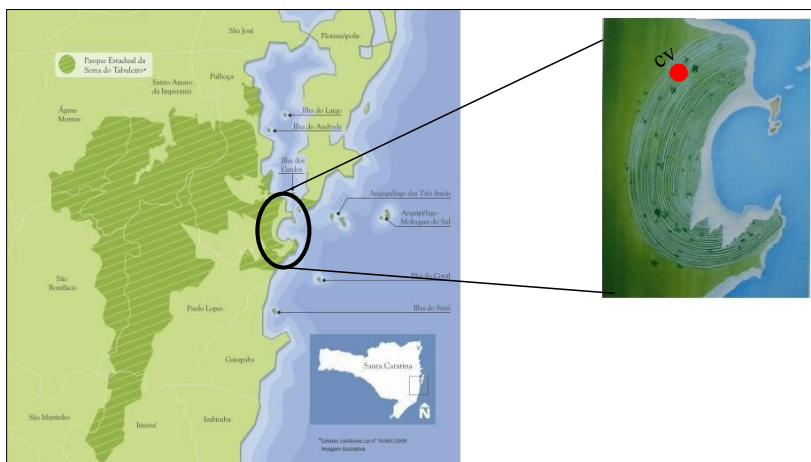 São José
Florianópolis
Parque Estadual da
Serra do Tabuleiro*
Palhoça
Santo Amaro
da Imperatriz
Águas
Mornas
Ilha do Largo
Ilha do Andrade
Ilha dos
Cardos
Arquipélago das Três Irmãs
Arquipélago
Moleques do Sul
São
Bonifácio
Ilha do Coral
Paulo Lopes
Ilha do Siriú
Garopaba
Santa Catarina
São Martinho
Imaruí
Imbituba
N
*Limites conforme Lei nº 14.661/2009
Imagem ilustrativa
CV